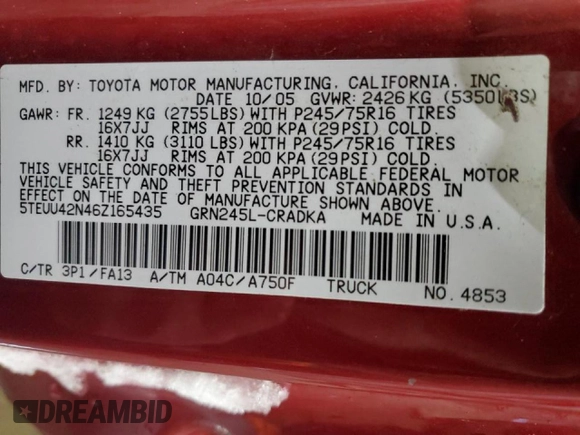 MFD. BY: TOYOTA MOTOR MANUFACTURING, CALIFORNIA, INC.
DATE 10/05 GVWR: 2426 KG (5350LBS)
GAWR: FR. 1249 KG (2755LBS) WITH P245/75R16 TIRES
16X7JJ RIMS AT 200 KPA (29PSI) COLD.
RR. 1410 KG (3110 LBS) WITH P245/75R16 TIRES
16X7JJ RIMS AT 200 KPA (29PSI) COLD.
THIS VEHICLE CONFORMS TO ALL APPLICABLE FEDERAL MOTOR
VEHICLE SAFETY AND THEFT PREVENTION STANDARDS IN
EFFECT ON THE DATE OF MANUFACTURE SHOWN ABOVE.
5TEUU42N46Z165435 GRN245L-CRADKA MADE IN U.S.A.
C/TR 3P1/FA13 A/TM A04C/A750F TRUCK NO. 4853
DREAMBID